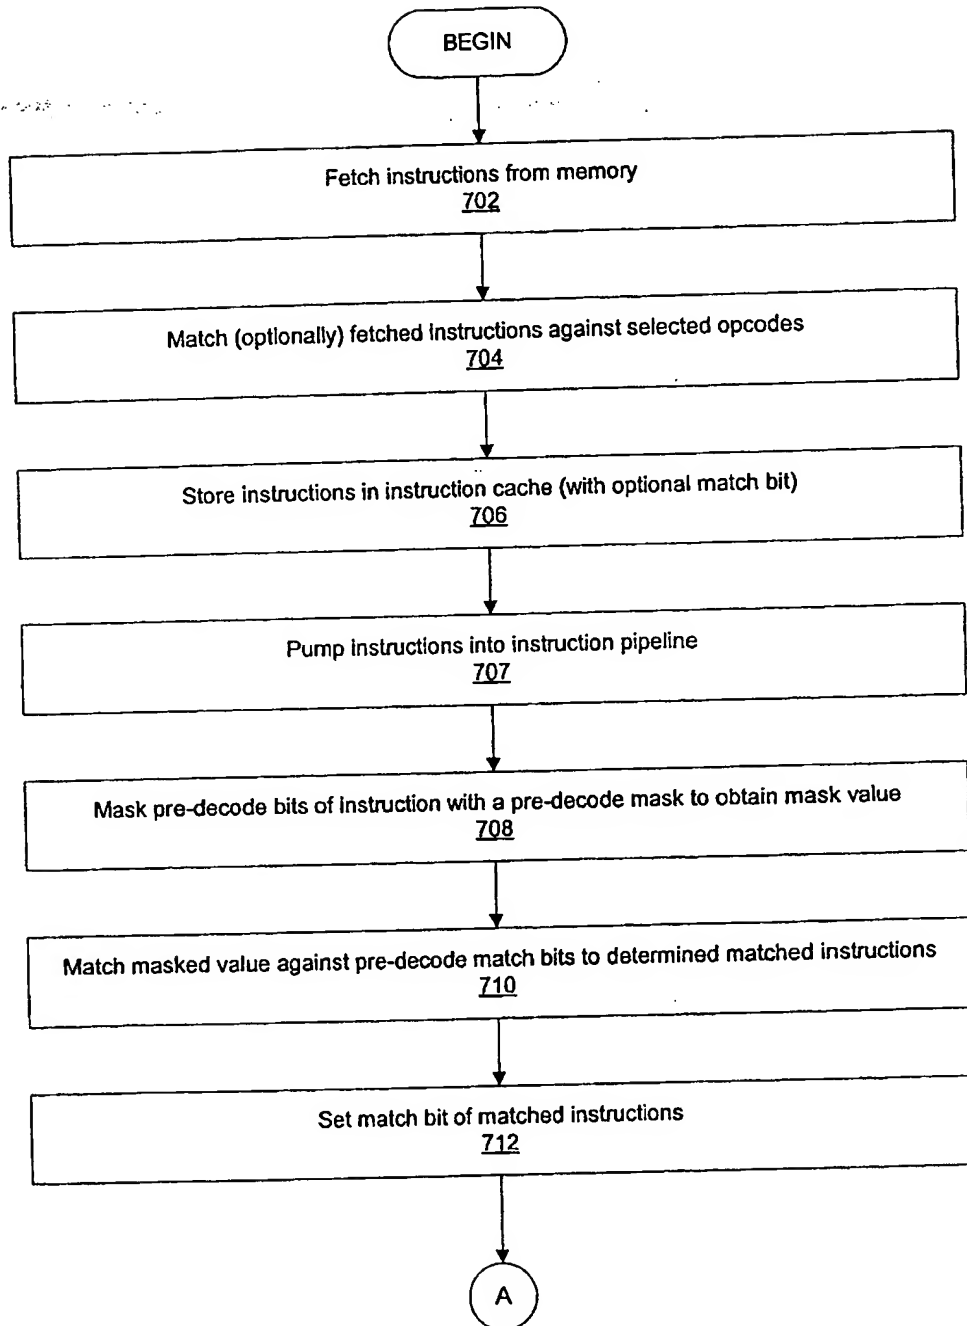 BEGIN
Fetch instructions from memory
702
Match (optionally) fetched instructions against selected opcodes
704
Store instructions in instruction cache (with optional match bit)
706
Pump instructions into instruction pipeline
707
Mask pre-decode bits of instruction with a pre-decode mask to obtain mask value
708
Match masked value against pre-decode match bits to determined matched instructions
710
Set match bit of matched instructions
712
A